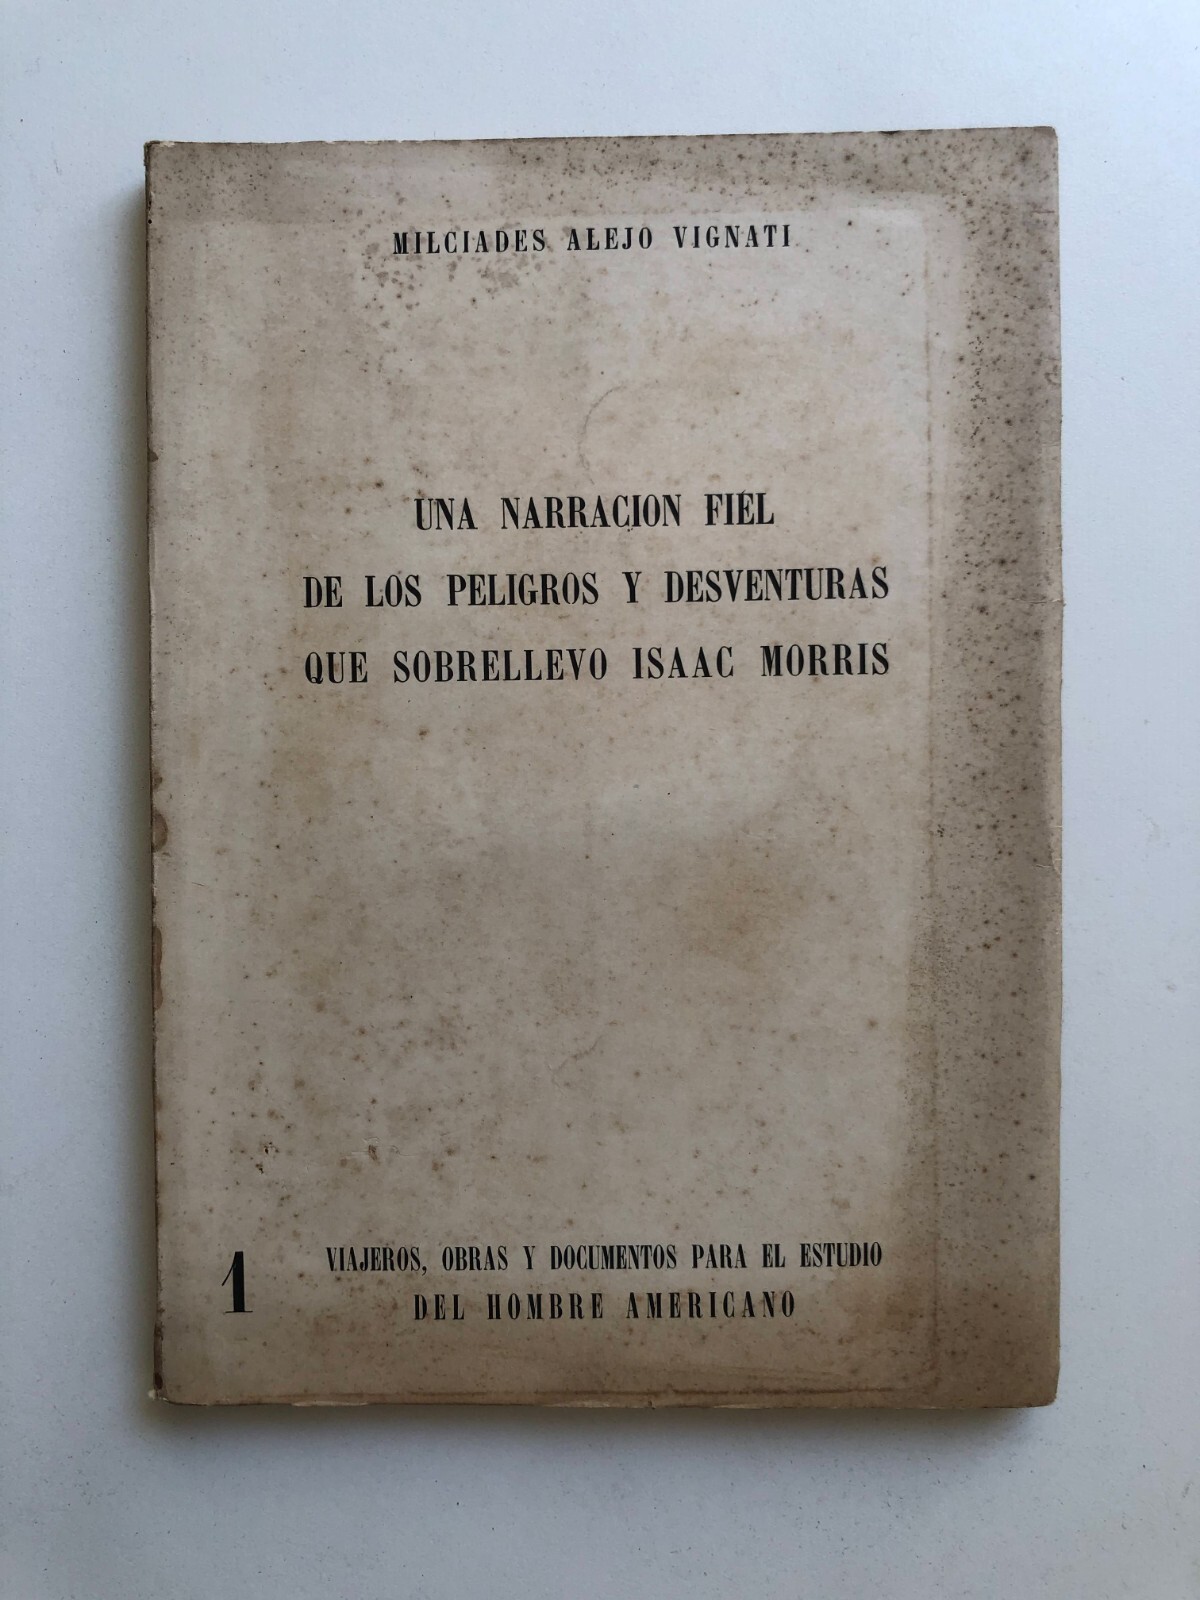 MILCIADES ALEJO VIGNATI
UNA NARRACION FIEL
DE LOS PELIGROS Y DESVENTURAS
QUE SOBRELLEVO ISAAC MORRIS
1
VIAJEROS, OBRAS Y DOCUMENTOS PARA EL ESTUDIO
DEL HOMBRE AMERICANO